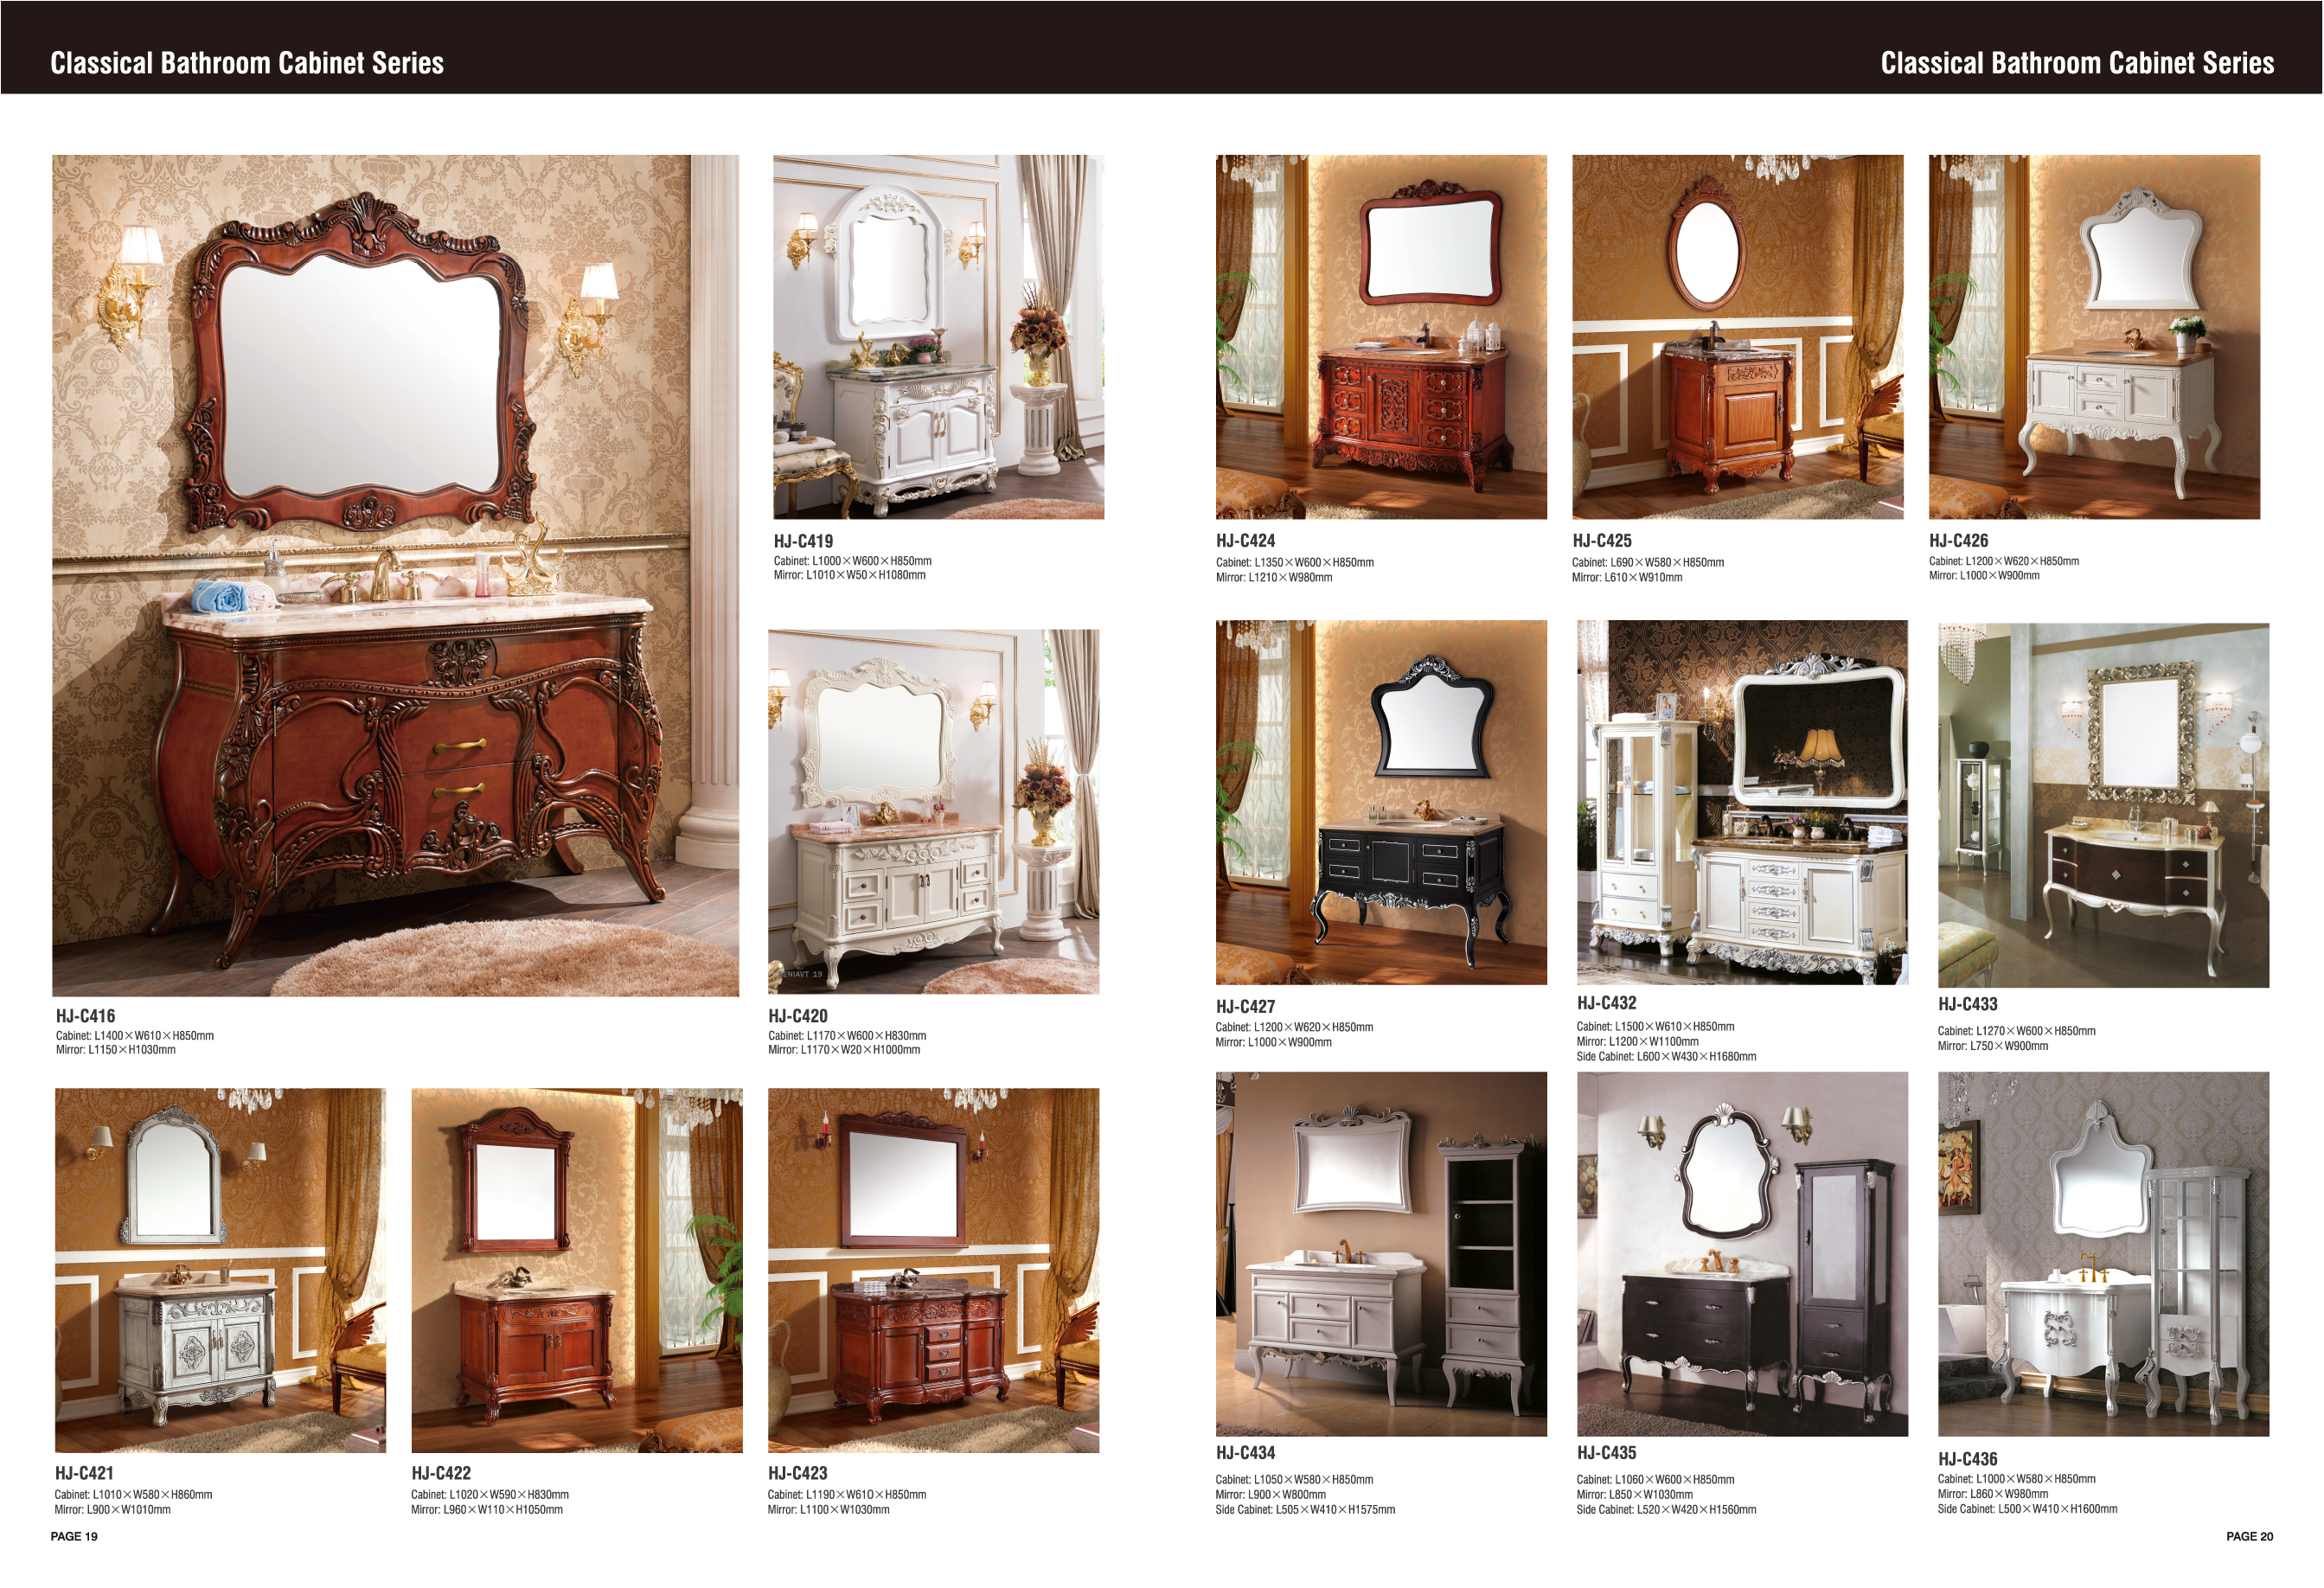 Classical Bathroom Cabinet Series
Classical Bathroom Cabinet Series
HJ-C416
Cabinet: L1400×W610×H850mm
Mirror: L1150×H1030mm
HJ-C419
Cabinet: L1000×W600×H850mm
Mirror: L1010×W50×H1080mm
ENIAVT 19
HJ-C420
Cabinet: L1170×W600×H830mm
Mirror: L1170×W20×H1000mm
HJ-C421
Cabinet: L1010×W580×H860mm
Mirror: L900×W1010mm
HJ-C422
Cabinet: L1020×W590×H830mm
Mirror: L960×W110×H1050mm
HJ-C423
Cabinet: L1190×W610×H850mm
Mirror: L1100×W1030mm
PAGE 19
HJ-C424
Cabinet: L1350×W600×H850mm
Mirror: L1210×W980mm
HJ-C425
Cabinet: L690×W580×H850mm
Mirror: L610×W910mm
HJ-C426
Cabinet: L1200×W620×H850mm
Mirror: L1000×W900mm
HJ-C427
Cabinet: L1200×W620×H850mm
Mirror: L1000×W900mm
HJ-C432
Cabinet: L1500×W610×H850mm
Mirror: L1200×W1100mm
Side Cabinet: L600×W430×H1680mm
HJ-C433
Cabinet: L1270×W600×H850mm
Mirror: L750×W900mm
HJ-C434
Cabinet: L1050×W580×H850mm
Mirror: L900×W800mm
Side Cabinet: L505×W410×H1575mm
HJ-C435
Cabinet: L1060×W600×H850mm
Mirror: L850×W1030mm
Side Cabinet: L520×W420×H1560mm
HJ-C436
Cabinet: L1000×W580×H850mm
Mirror: L860×W980mm
Side Cabinet: L500×W410×H1600mm
PAGE 20